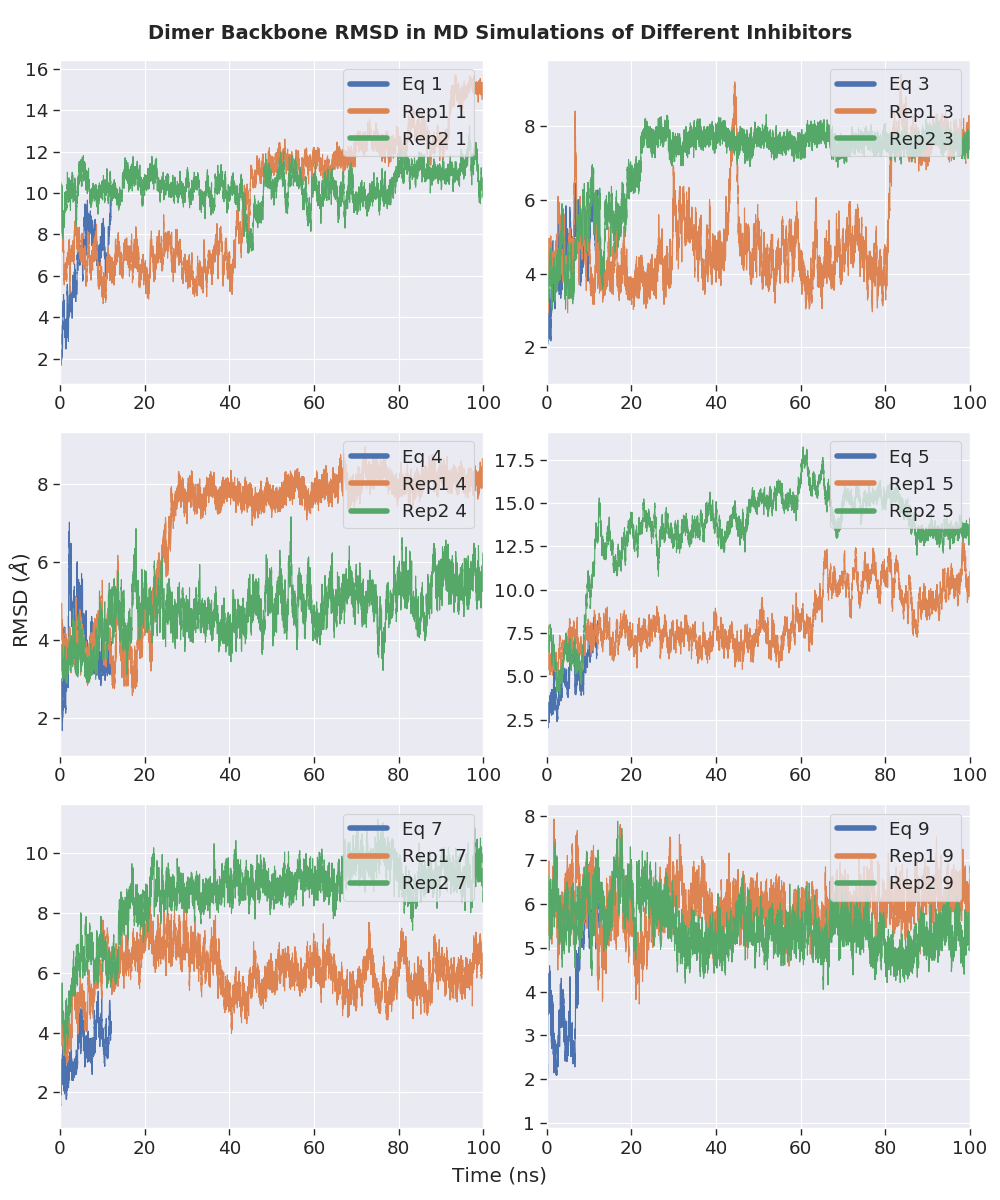 Dimer Backbone RMSD in MD Simulations of Different Inhibitors
16
14
12
10
8
6
4
2
0 20 40 60 80 100
Eq 1
Rep1 1
Rep2 1
8
6
4
2
0 20 40 60 80 100
Eq 3
Rep1 3
Rep2 3
RMSD (Å)
8
6
4
2
0 20 40 60 80 100
Eq 4
Rep1 4
Rep2 4
17.5
15.0
12.5
10.0
7.5
5.0
2.5
0 20 40 60 80 100
Eq 5
Rep1 5
Rep2 5
10
8
6
4
2
0 20 40 60 80 100
Eq 7
Rep1 7
Rep2 7
8
7
6
5
4
3
2
1
0 20 40 60 80 100
Eq 9
Rep1 9
Rep2 9
Time (ns)